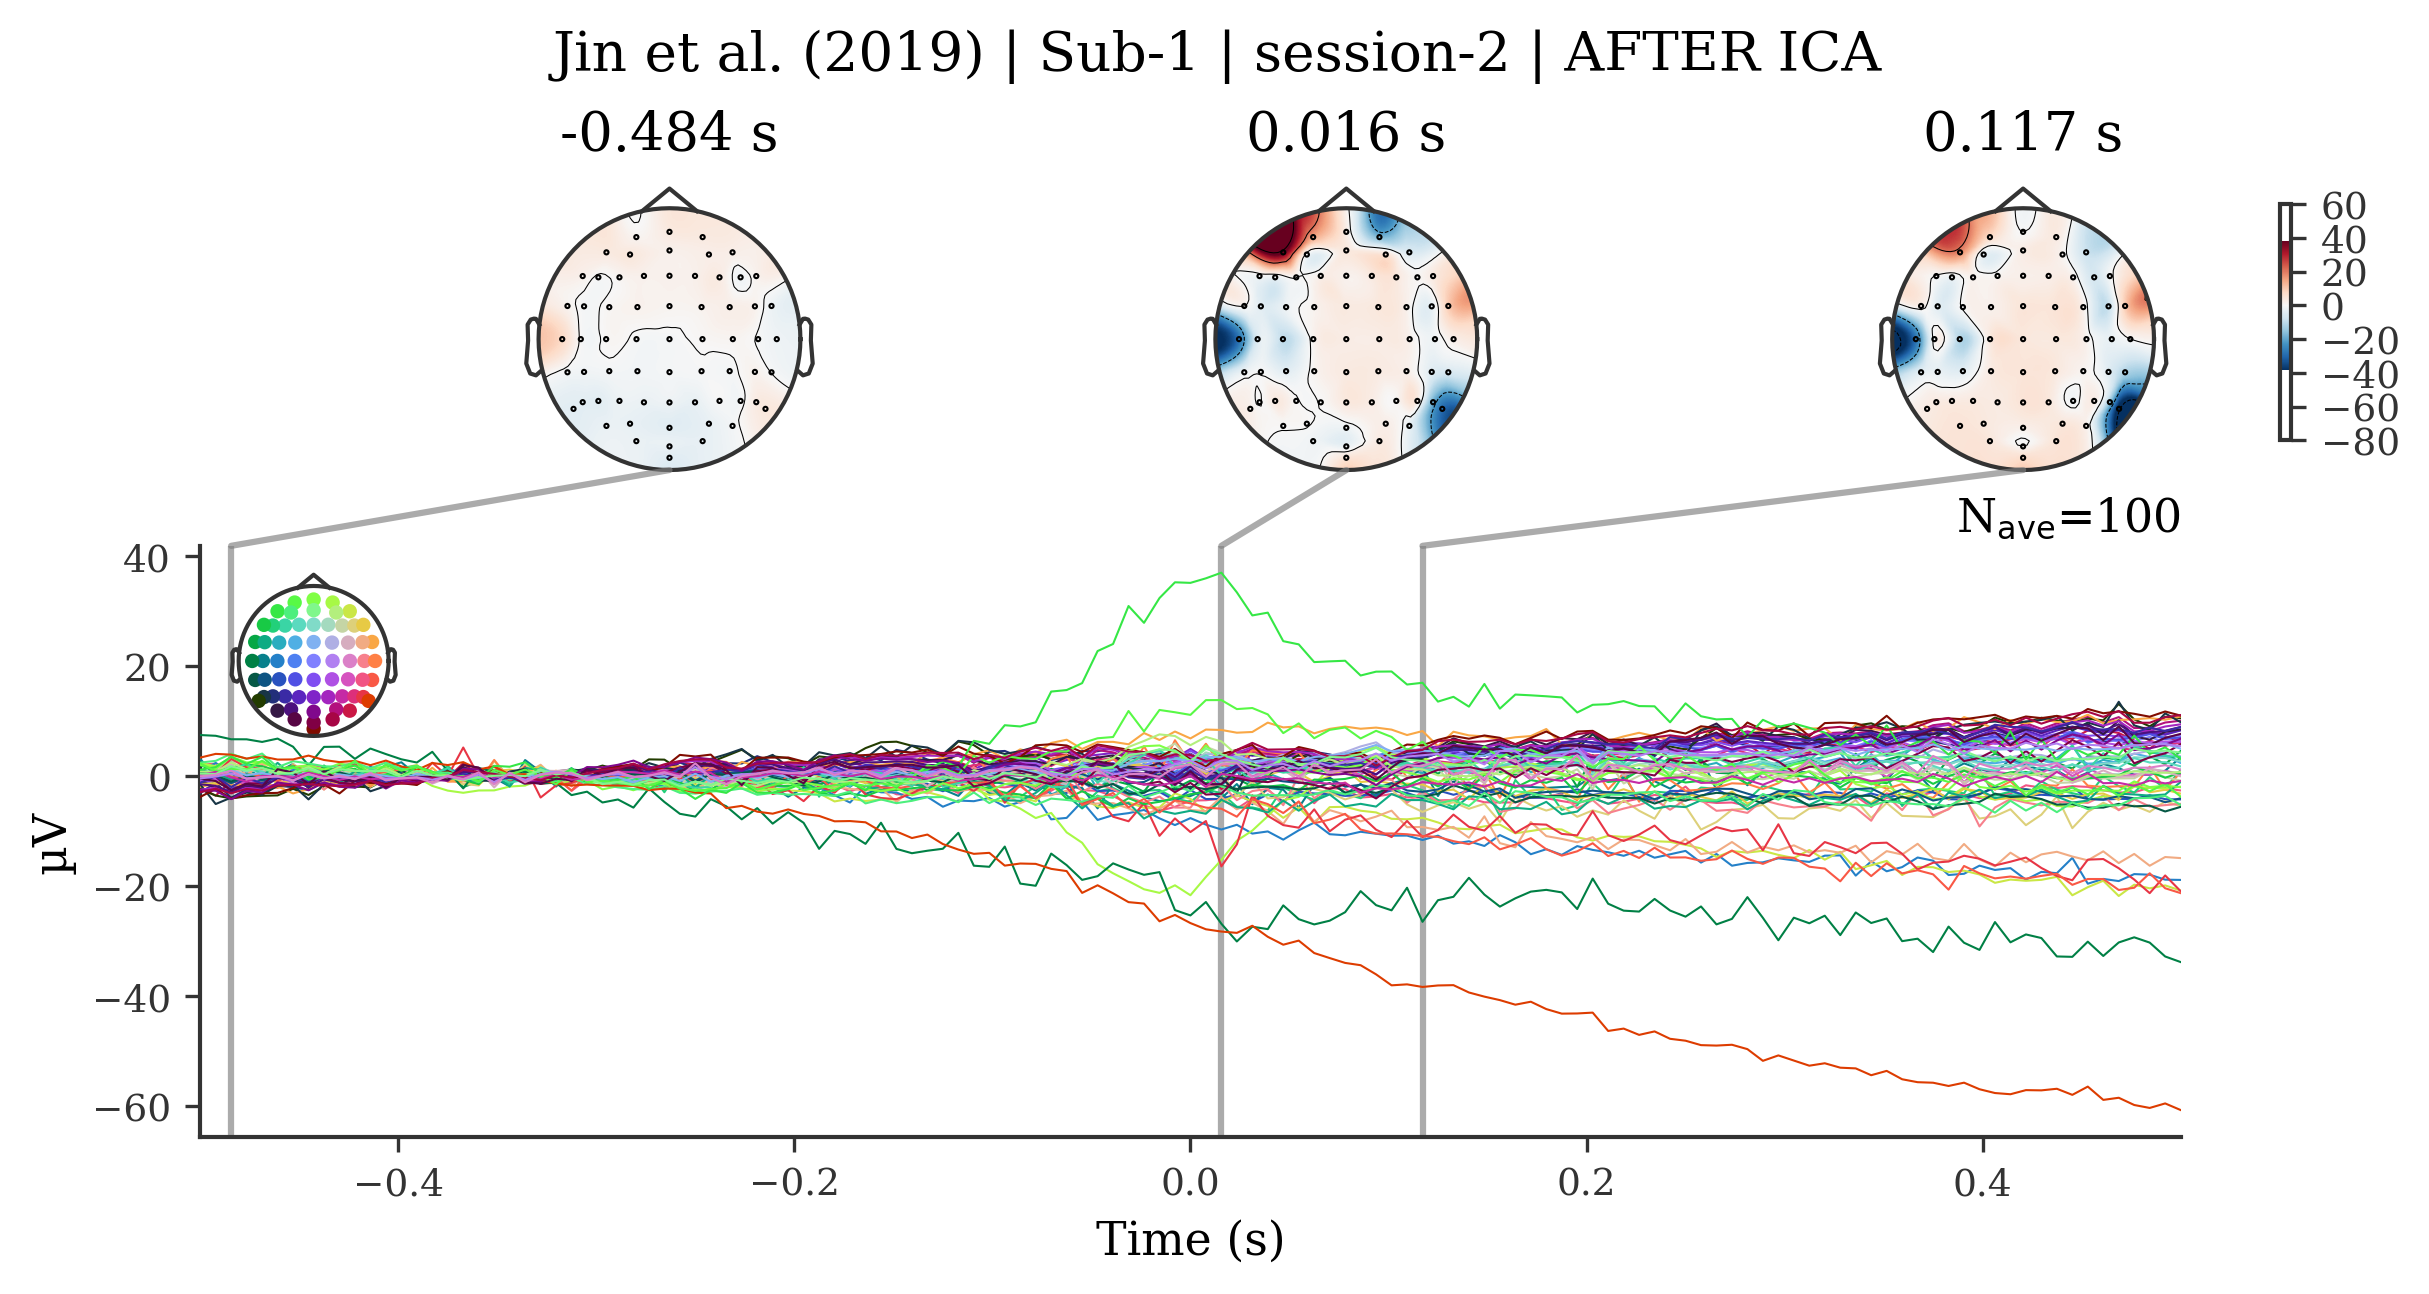 Jin et al. (2019) | Sub-1 | session-2 | AFTER ICA
-0.484 s
0.016 s
0.117 s
60
40
20
0
−20
−40
−60
−80
Nave=100
40
20
0
−20
−40
−60
µV
−0.4
−0.2
0.0
0.2
0.4
Time (s)